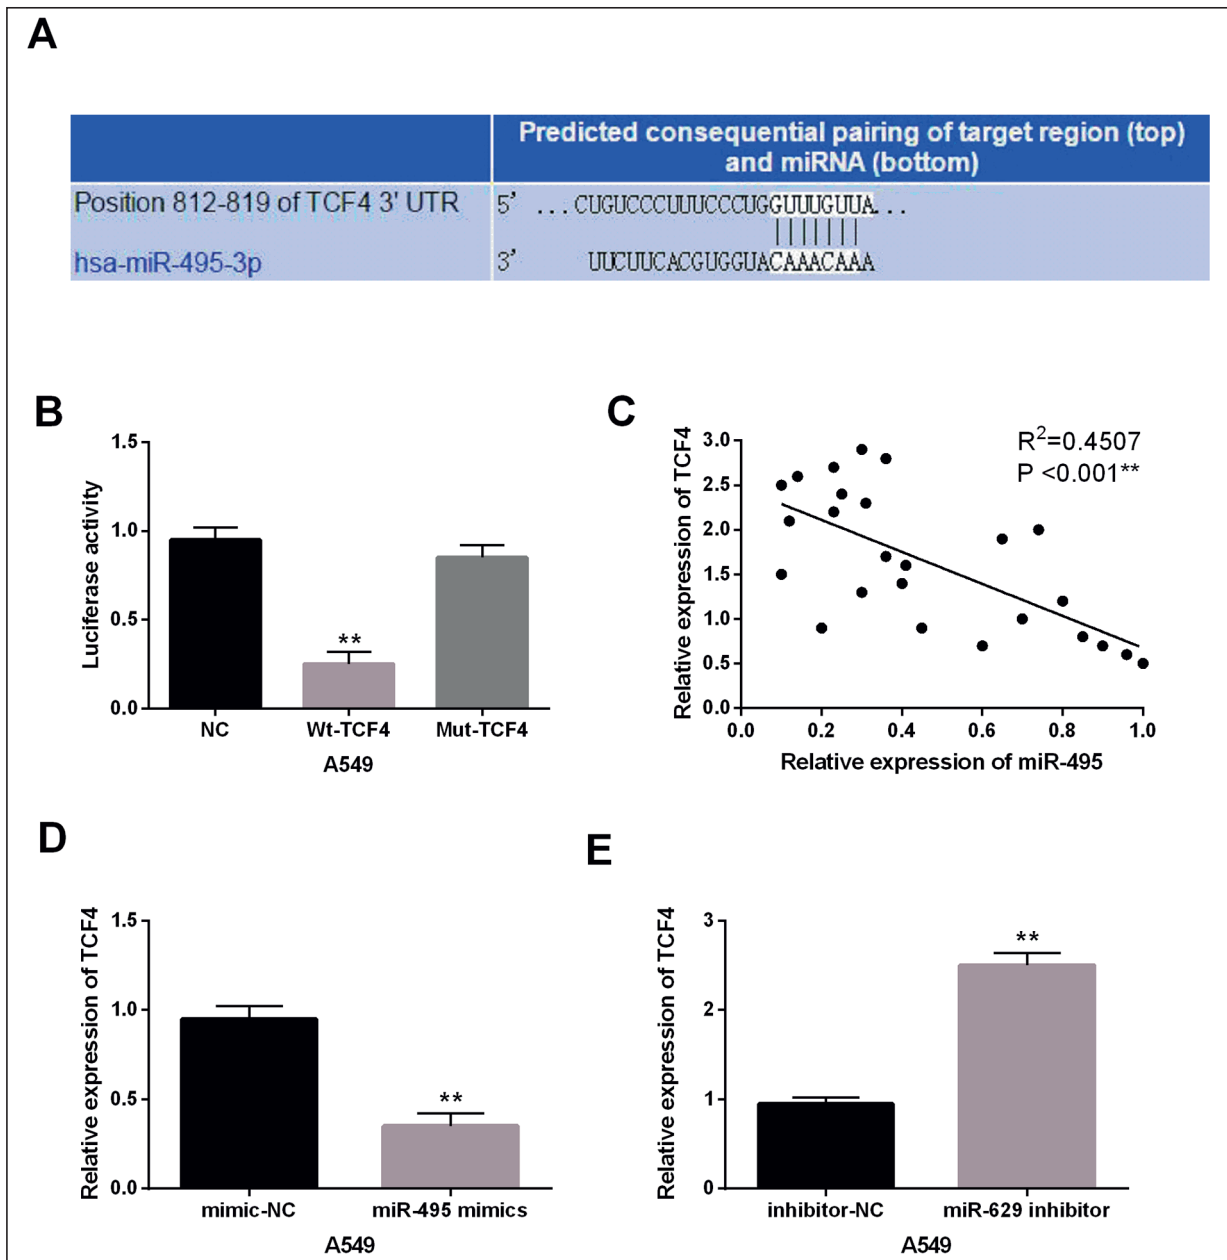 A
Predicted consequential pairing of target region (top)
and miRNA (bottom)
Position 812-819 of TCF4 3' UTR 5' ...CUGUCCCUUUCCCUGGUUUGUUA...
hsa-miR-495-3p 3' UUCUUCACGUGGUACAAACAAA
B
Luciferase activity
1.5
1.0
0.5
0.0
**
NC Wt-TCF4 Mut-TCF4
A549
C
Relative expression of TCF4
3.0
2.5
2.0
1.5
1.0
0.5
0.0
R²=0.4507
P <0.001**
0.0 0.2 0.4 0.6 0.8 1.0
Relative expression of miR-495
D
Relative expression of TCF4
1.5
1.0
0.5
0.0
**
mimic-NC miR-495 mimics
A549
E
Relative expression of TCF4
3
2
1
0
**
inhibitor-NC miR-629 inhibitor
A549